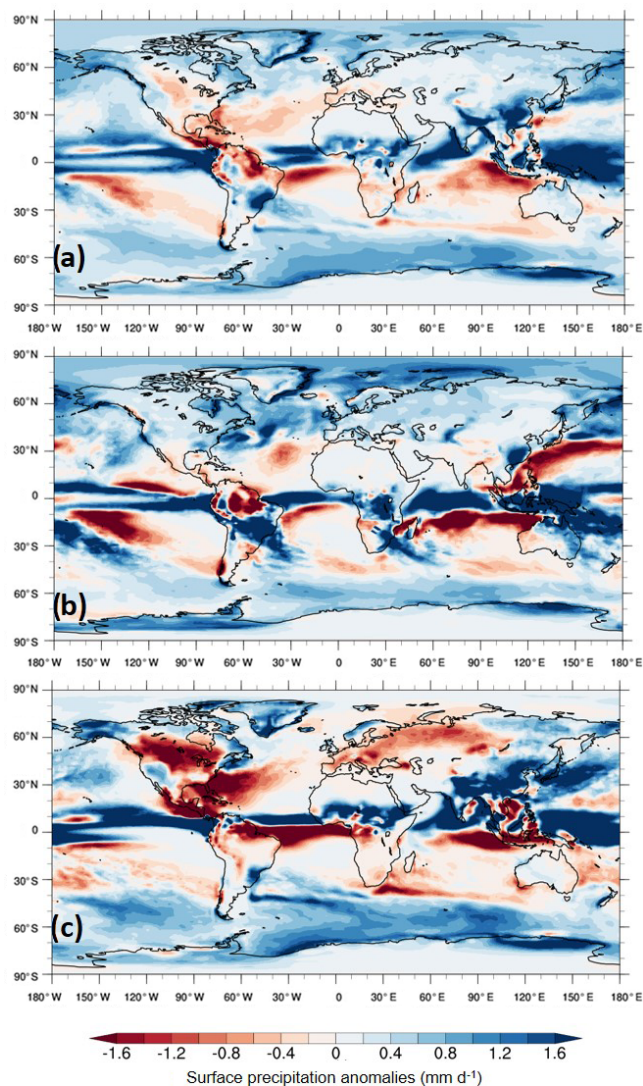 90°N
60°N
30°N
0
30°S
60°S
90°S
(a)
180°W 150°W 120°W 90°W 60°W 30°W 0 30°E 60°E 90°E 120°E 150°E 180°E
90°N
60°N
30°N
0
30°S
60°S
90°S
(b)
180°W 150°W 120°W 90°W 60°W 30°W 0 30°E 60°E 90°E 120°E 150°E 180°E
90°N
60°N
30°N
0
30°S
60°S
90°S
(c)
180°W 150°W 120°W 90°W 60°W 30°W 0 30°E 60°E 90°E 120°E 150°E 180°E
-1.6 -1.2 -0.8 -0.4 0 0.4 0.8 1.2 1.6
Surface precipitation anomalies (mm d⁻¹)